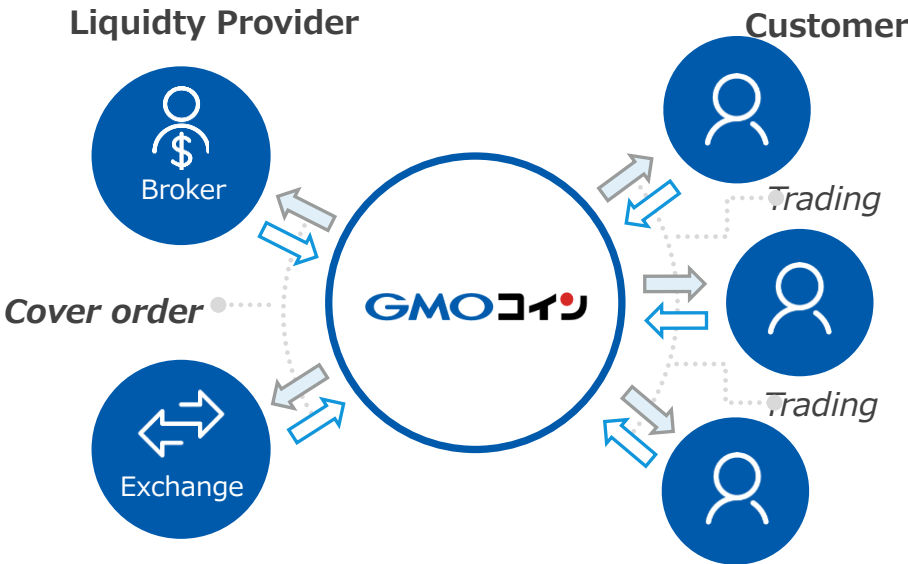 Liquidty Provider
Customer
Broker
Trading
Cover order
GMOコイン
Trading
Exchange